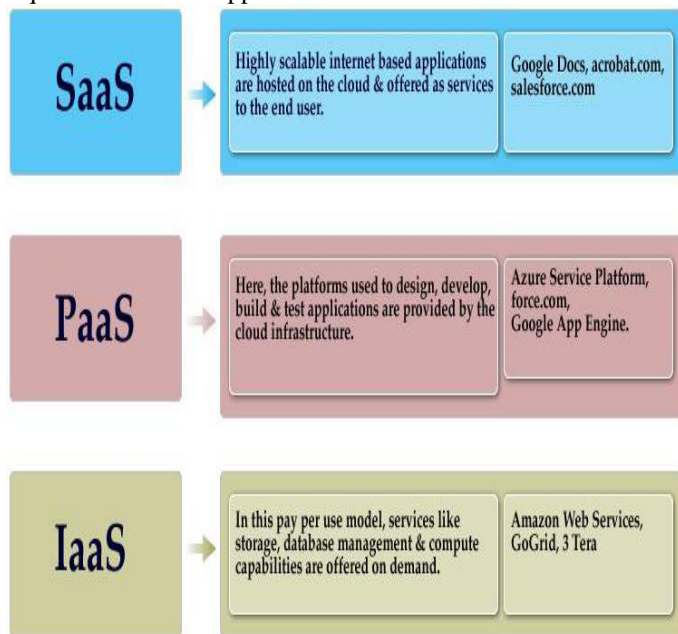 SaaS
Highly scalable internet based applications
are hosted on the cloud & offered as services
to the end user.
Google Docs, acrobat.com,
salesforce.com
PaaS
Here, the platforms used to design, develop,
build & test applications are provided by the
cloud infrastructure.
Azure Service Platform,
force.com,
Google App Engine.
IaaS
In this pay per use model, services like
storage, database management & compute
capabilities are offered on demand.
Amazon Web Services,
GoGrid, 3 Tera